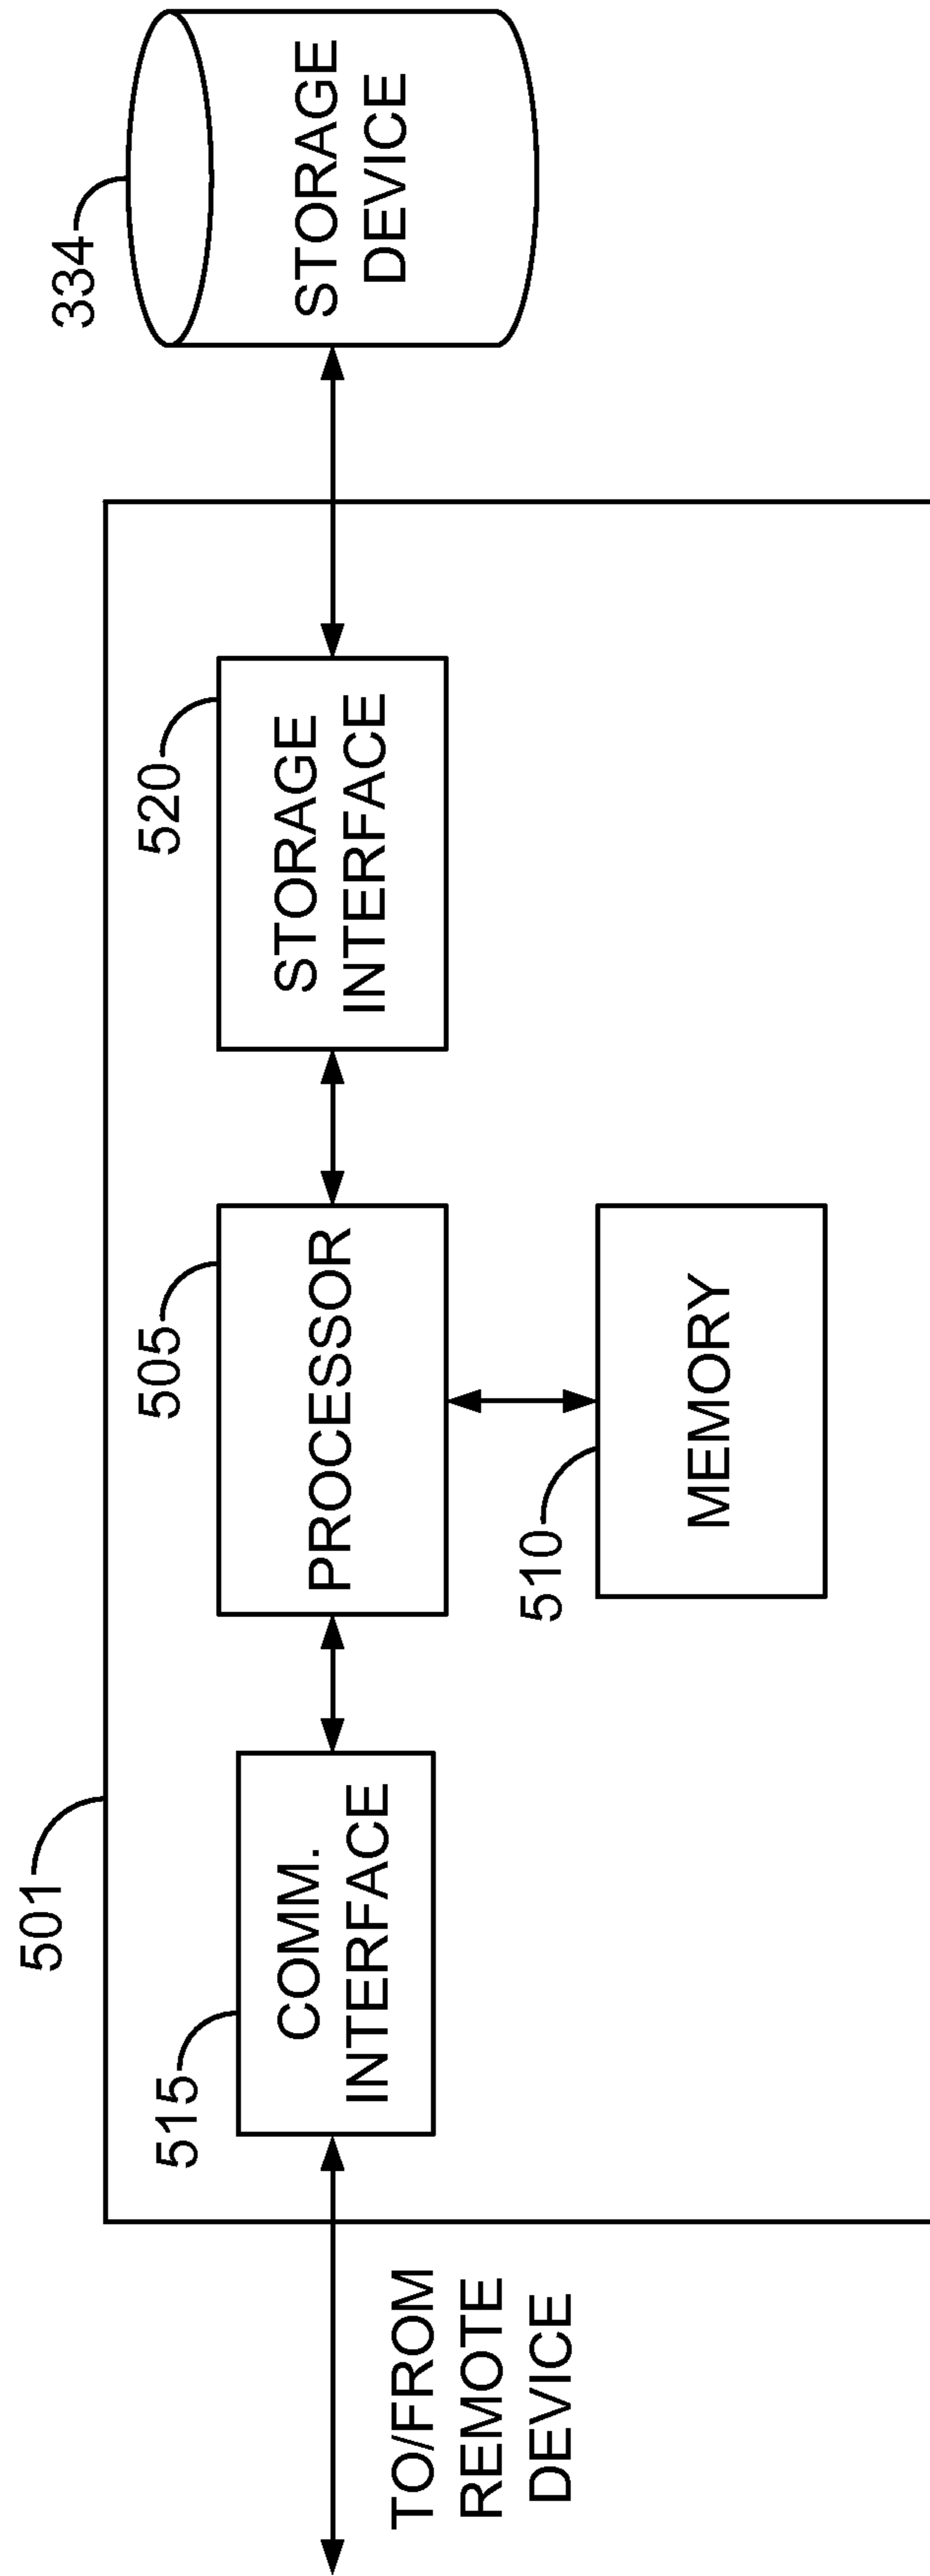 501
515
COMM.
INTERFACE
505
PROCESSOR
520
STORAGE
INTERFACE
334
STORAGE
DEVICE
510
MEMORY
TO/FROM
REMOTE
DEVICE